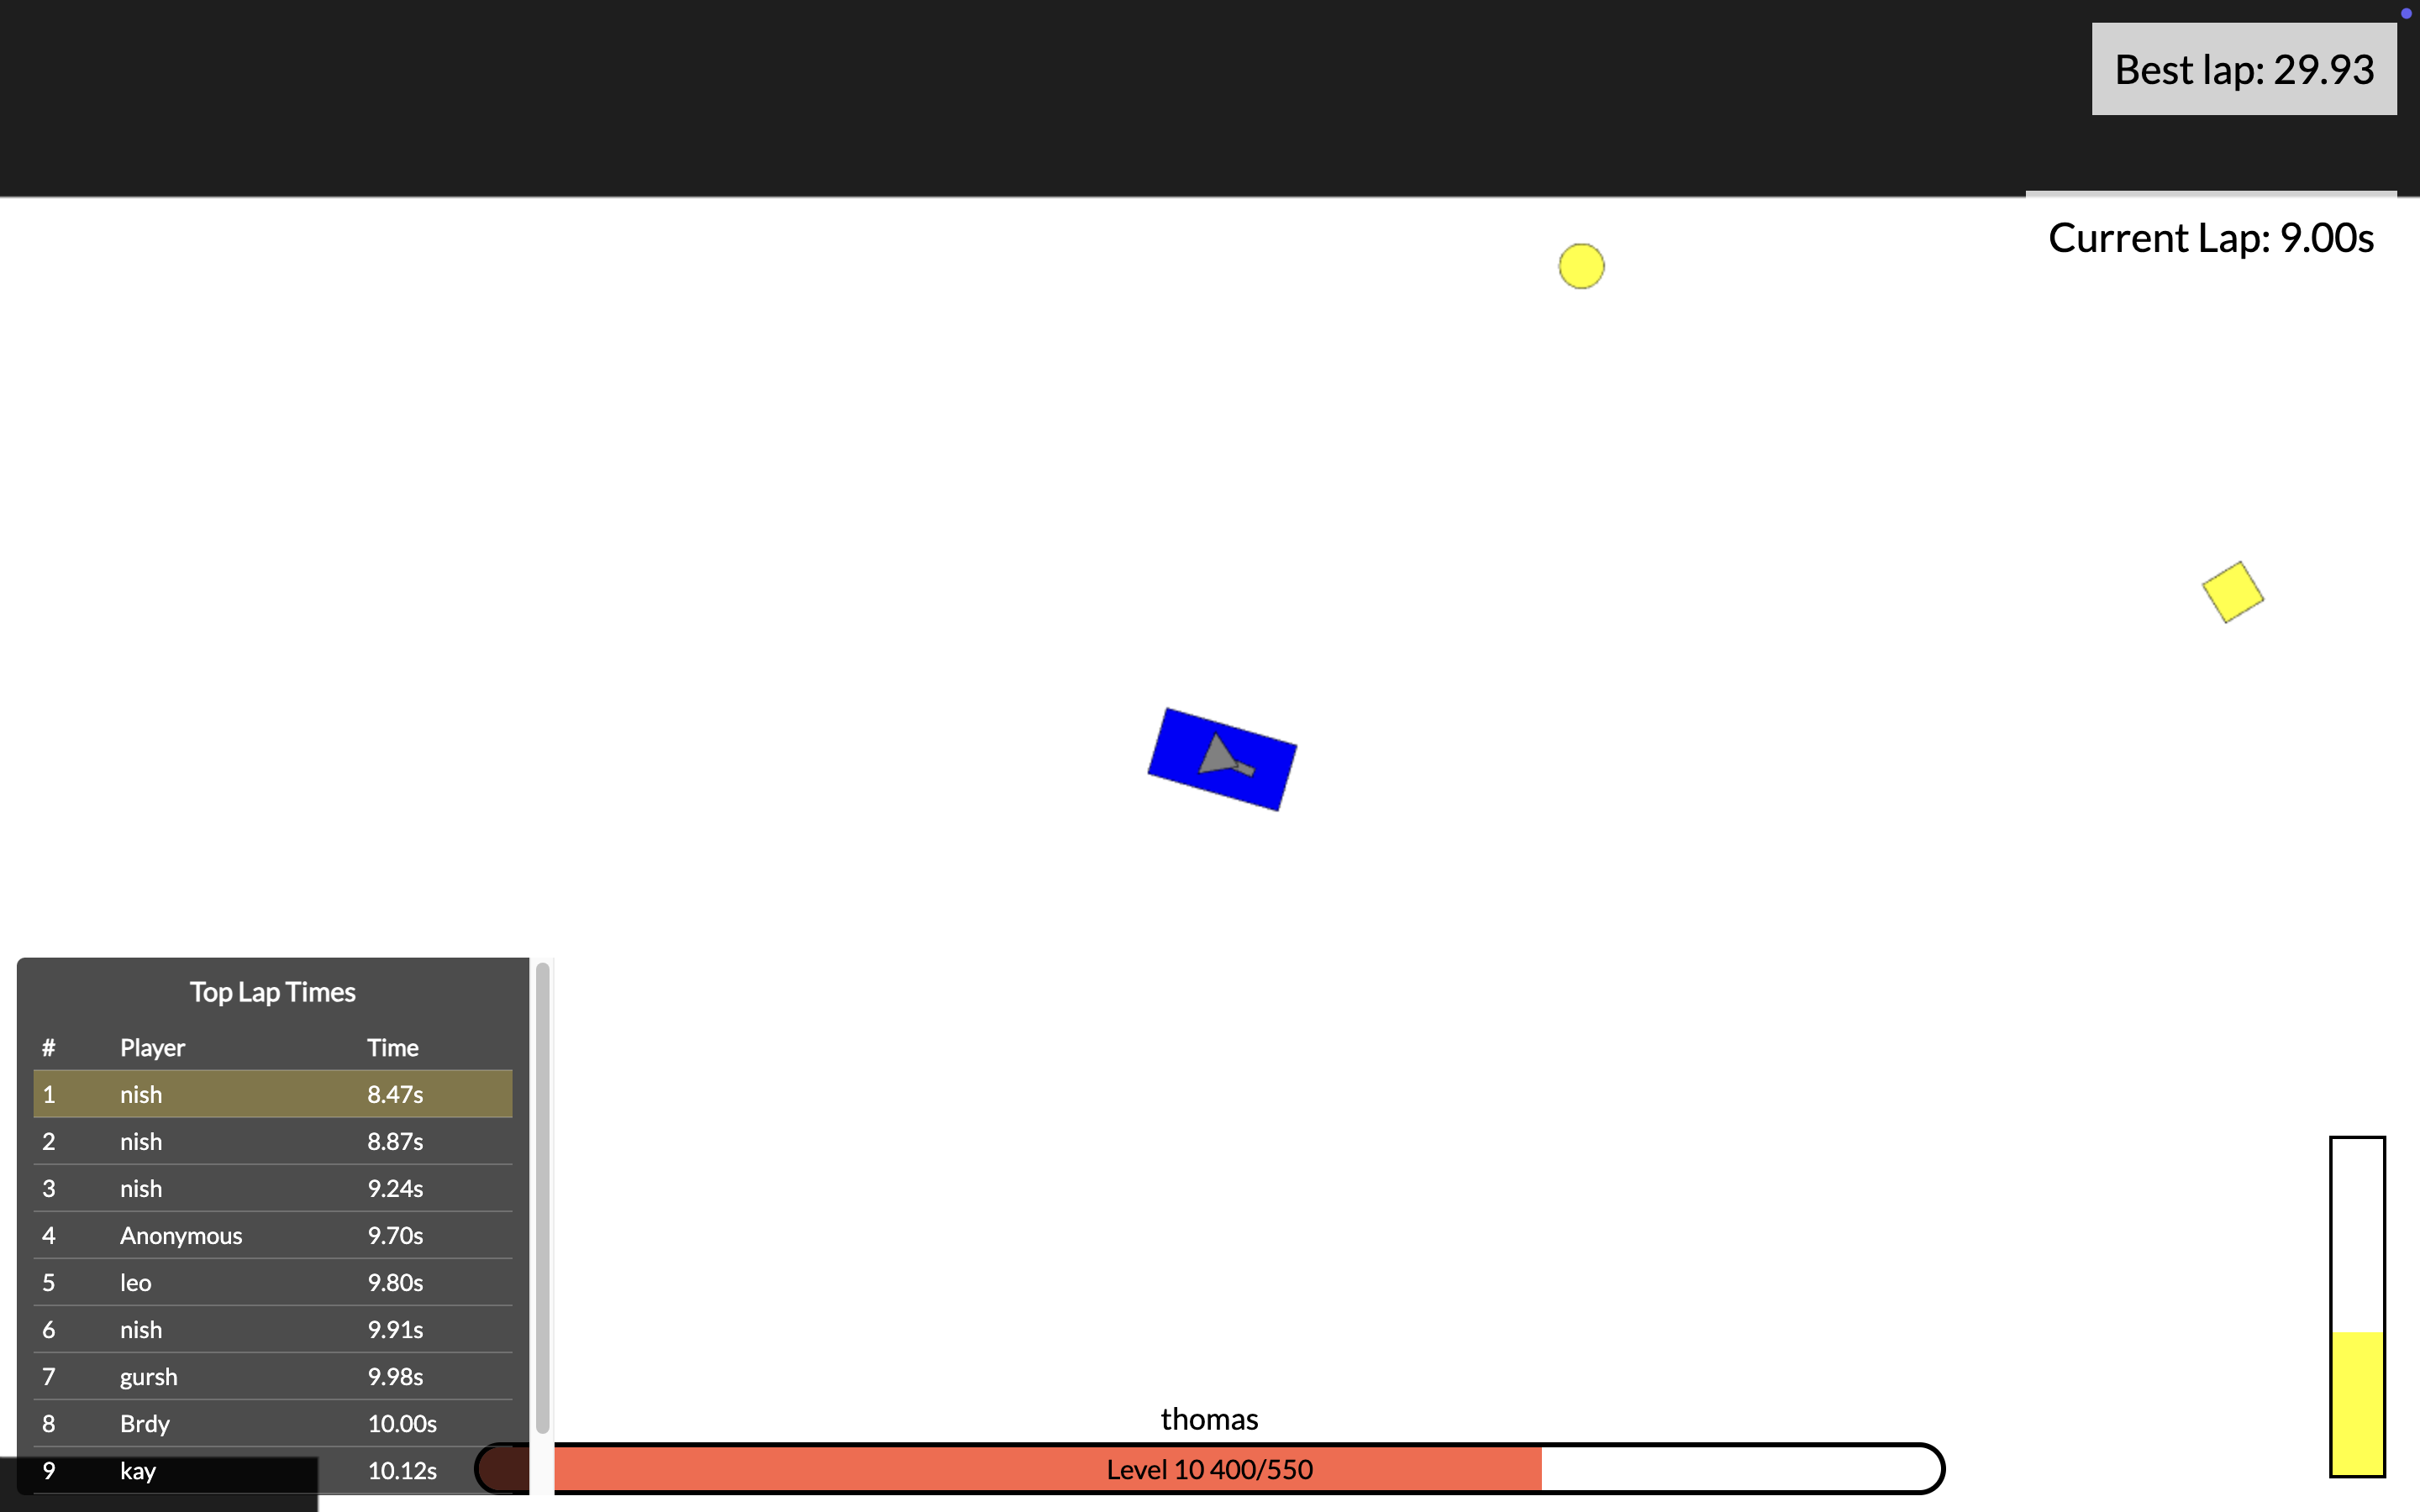 Best lap: 29.93
Current Lap: 9.00s
Top Lap Times
# Player Time
1 nish 8.47s
2 nish 8.87s
3 nish 9.24s
4 Anonymous 9.70s
5 leo 9.80s
6 nish 9.91s
7 gursh 9.98s
8 Brdy 10.00s
9 kay 10.12s
thomas
Level 10 400/550